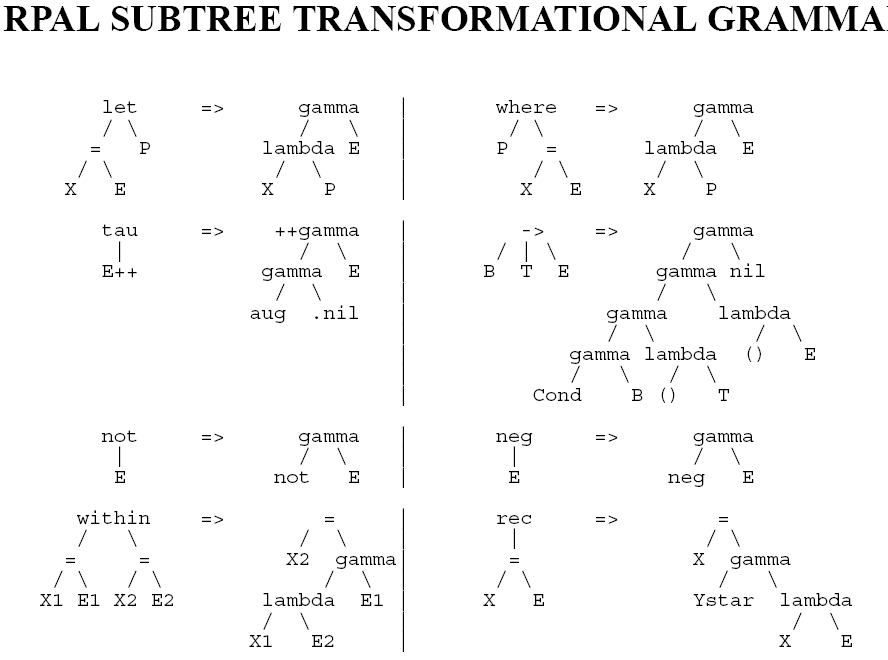 RPAL SUBTREE TRANSFORMATIONAL GRAMMA
let => gamma | where => gamma
/ \ / \ | / \ / \
= P lambda E | P = lambda E
/ \ / \ | / \ / \
X E X P | X E X P
tau => ++gamma | -> => gamma
| / \ | / | \ / \
E++ gamma E | B T E gamma nil
/ \ | / \
aug .nil | gamma lambda
| / \ / \
| gamma lambda () E
| / \ / \
| Cond B () T
not => gamma | neg => gamma
| / \ | | / \
E not E | E neg E
within => = | rec => =
/ \ / \ | | / \
= = X2 gamma | = X gamma
/ \ / \ / \ | / \ / \
X1 E1 X2 E2 lambda E1 | X E Ystar lambda
/ \ | / \
X1 E2 | X E